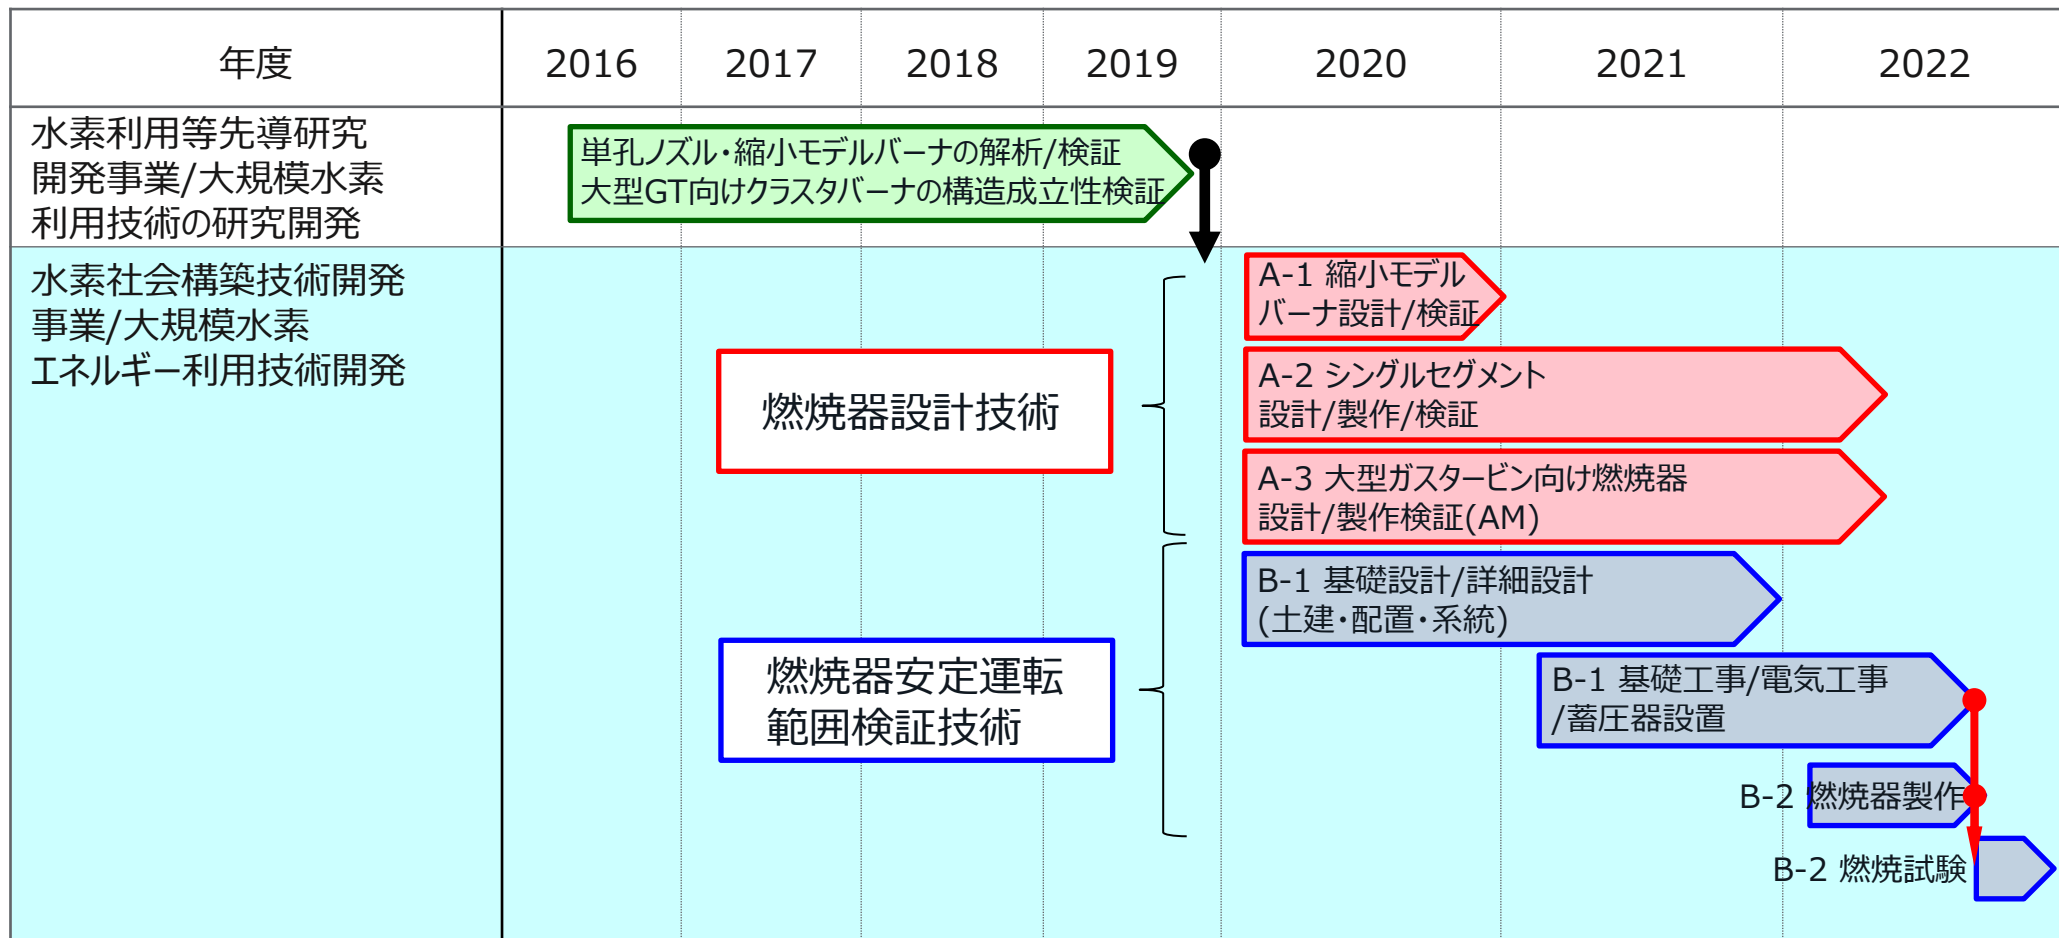 年度
2016
2017
2018
2019
2020
2021
2022
水素利用等先導研究
開発事業/大規模水素
利用技術の研究開発
単孔ノズル・縮小モデルバーナの解析/検証
大型GT向けクラスタバーナの構造成立性検証
水素社会構築技術開発
事業/大規模水素
エネルギー利用技術開発
燃焼器設計技術
A-1 縮小モデル
バーナ設計/検証
A-2 シングルセグメント
設計/製作/検証
A-3 大型ガスタービン向け燃焼器
設計/製作検証(AM)
燃焼器安定運転
範囲検証技術
B-1 基礎設計/詳細設計
(土建・配置・系統)
B-1 基礎工事/電気工事
/蓄圧器設置
B-2 燃焼器製作
B-2 燃焼試験